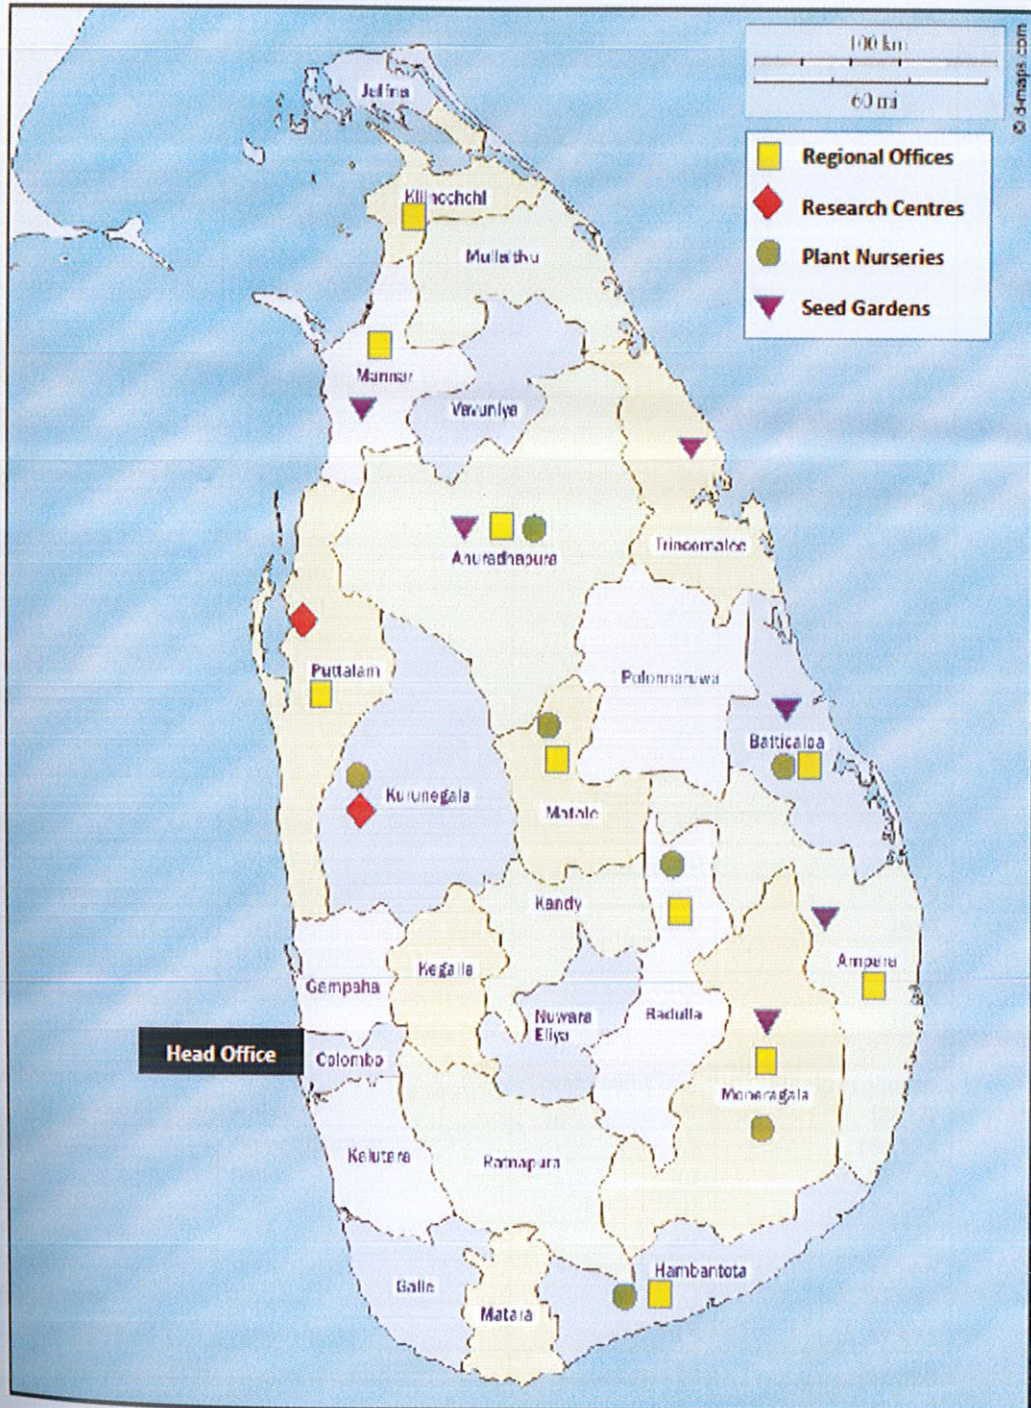 100 km
60 mi
© d-maps.com
Regional Offices
Research Centres
Plant Nurseries
Seed Gardens
Jaffna
Kilinochchi
Mullaitivu
Mannar
Vavuniya
Anuradhapura
Trincomalee
Puttalam
Polonnaruwa
Batticaloa
Kurunegala
Matale
Kandy
Ampara
Kegalle
Gampaha
Nuwara
Eliya
Badulla
Head Office
Colombo
Moneragala
Kalutara
Ratnapura
Hambantota
Galle
Matara